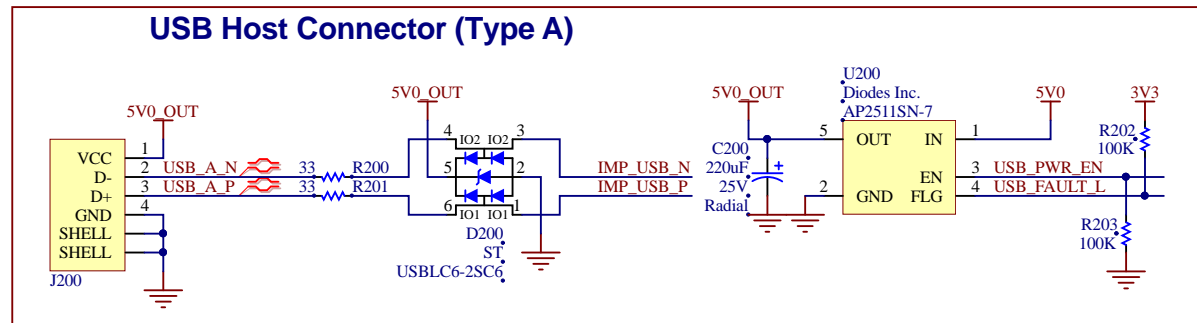 USB Host Connector (Type A)
5V0_OUT
VCC
1
D-
2
USB_A_N
D+
3
USB_A_P
GND
4
SHELL
SHELL
J200
33
R200
33
R201
5V0_OUT
4
IO2
IO2
3
5
2
6
IO1
IO1
1
D200
ST
USBLC6-2SC6
IMP_USB_N
IMP_USB_P
5V0_OUT
C200
220uF
25V
Radial
U200
Diodes Inc.
AP2511SN-7
5
OUT
IN
1
EN
3
2
GND
FLG
4
5V0
3V3
R202
100K
USB_PWR_EN
USB_FAULT_L
R203
100K